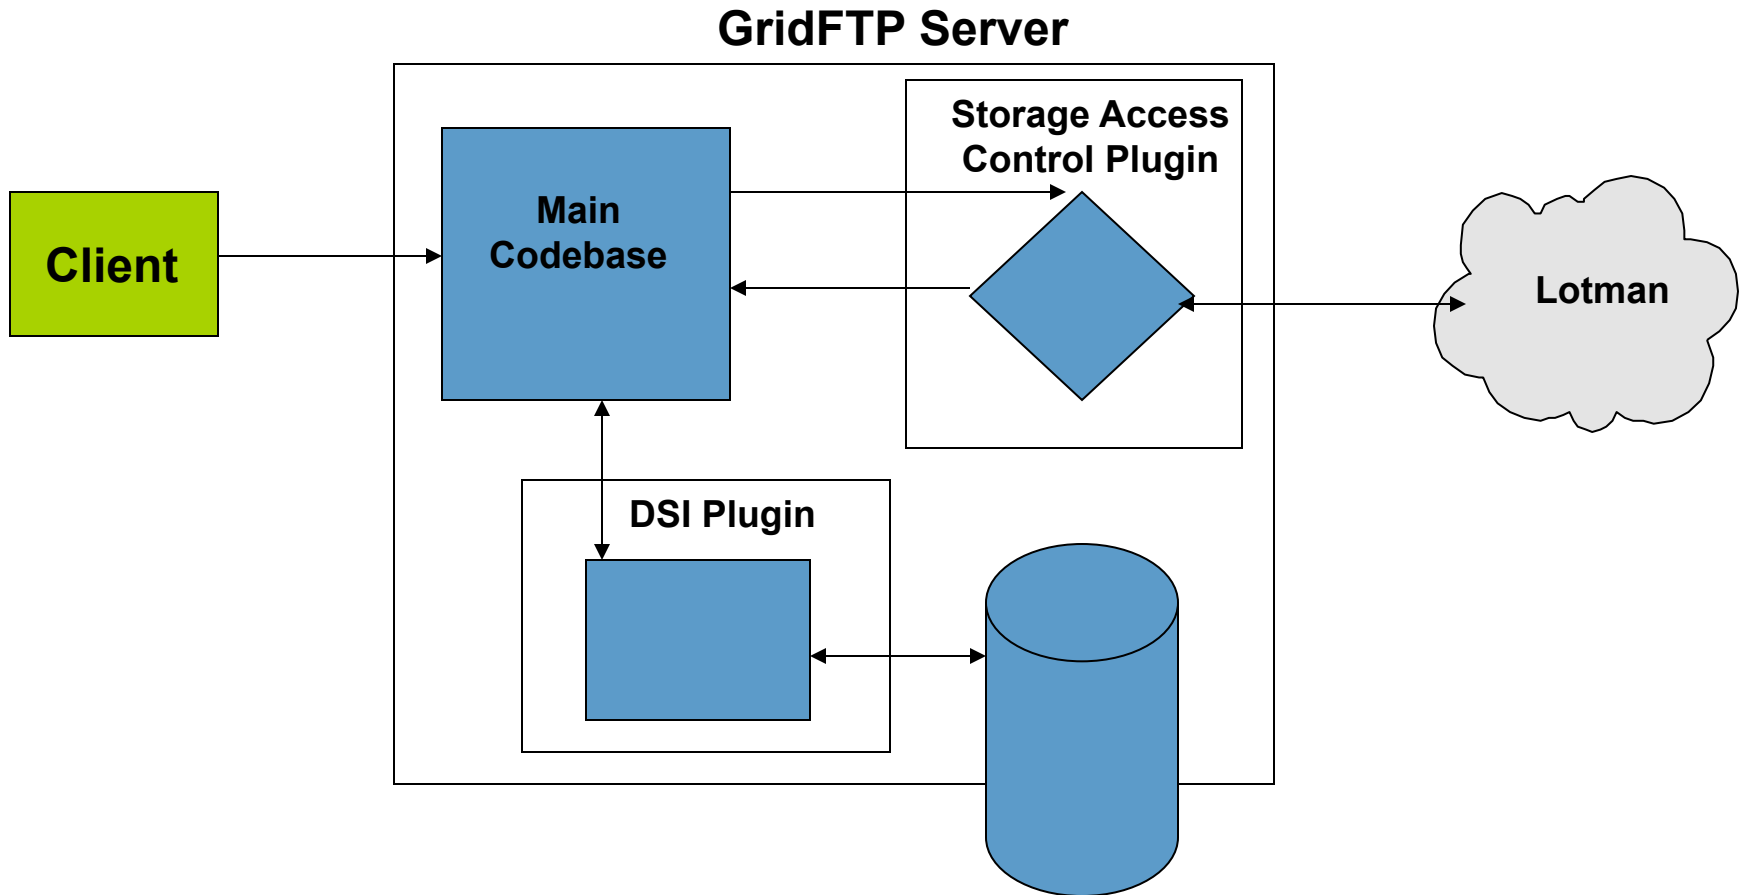 GridFTP Server
Storage Access
Control Plugin
Main
Codebase
Client
Lotman
DSI Plugin